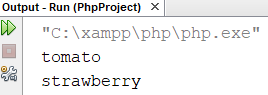 Output - Run (PhpProject)
"C:\xampp\php\php.exe"
tomato
strawberry